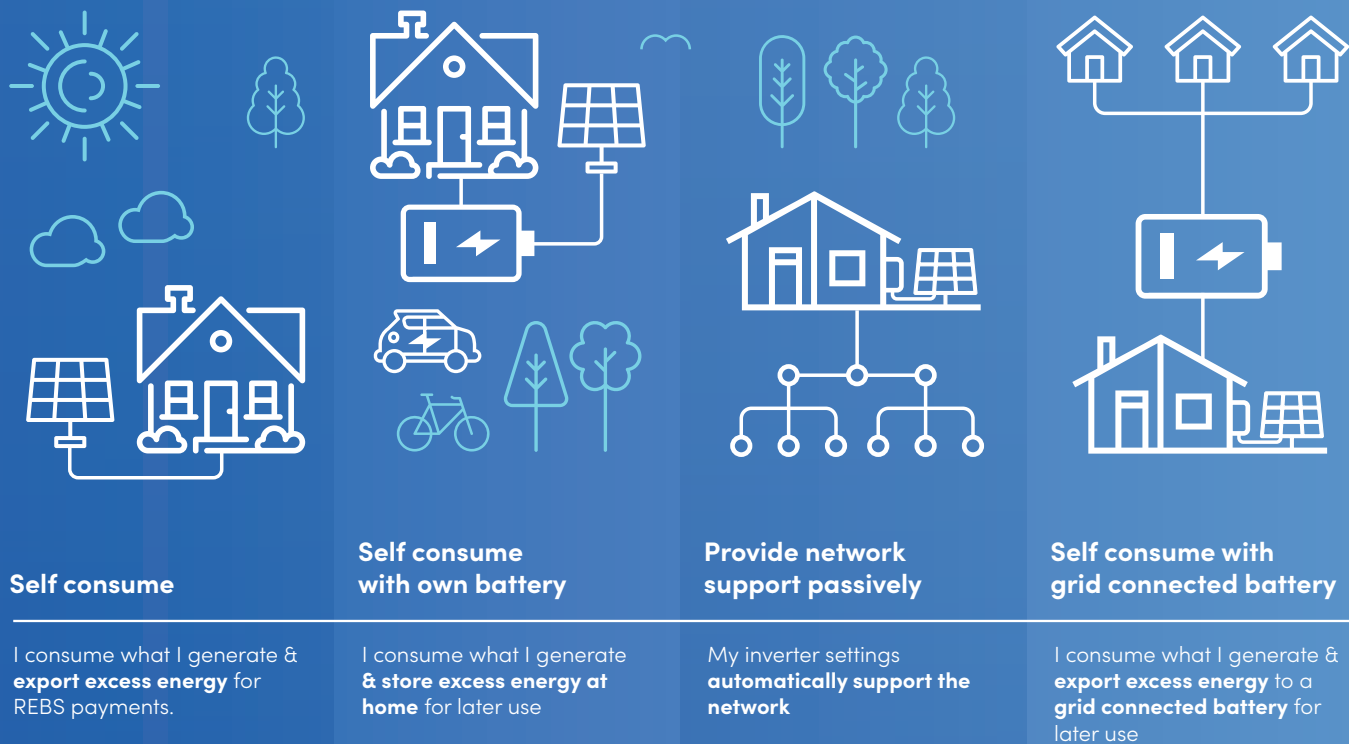 Self consume
I consume what I generate &
export excess energy for
REBS payments.
Self consume
with own battery
I consume what I generate
& store excess energy at
home for later use
Provide network
support passively
My inverter settings
automatically support the
network
Self consume with
grid connected battery
I consume what I generate &
export excess energy to a
grid connected battery for
later use